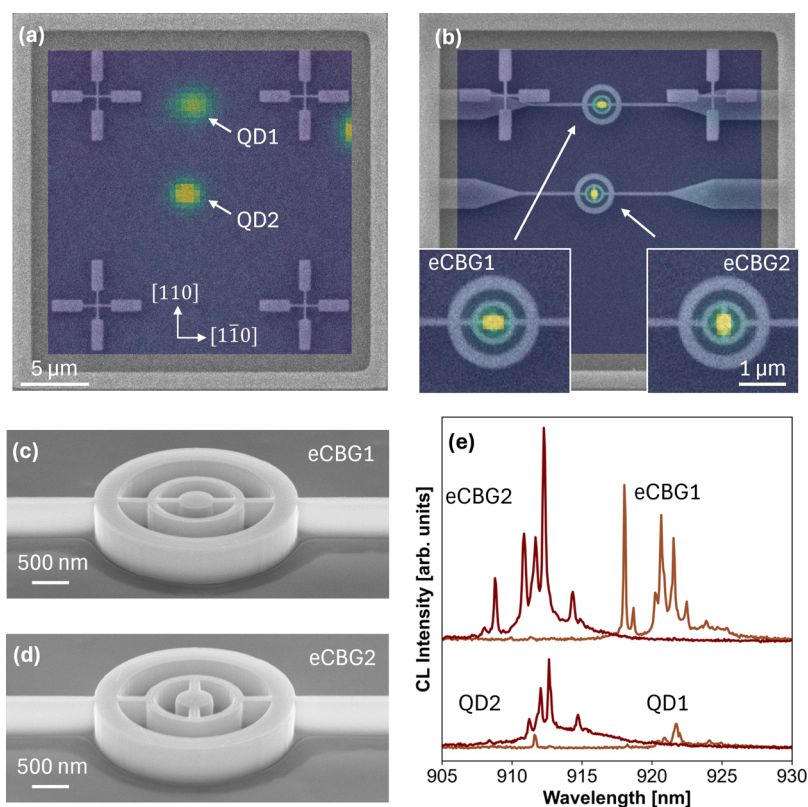 (a)
QD1
QD2
[110]
[11̅0]
5 µm
(b)
eCBG1
eCBG2
1 µm
(c)
eCBG1
500 nm
(d)
eCBG2
500 nm
(e)
eCBG2
eCBG1
QD2
QD1
CL Intensity [arb. units]
905 910 915 920 925 930
Wavelength [nm]